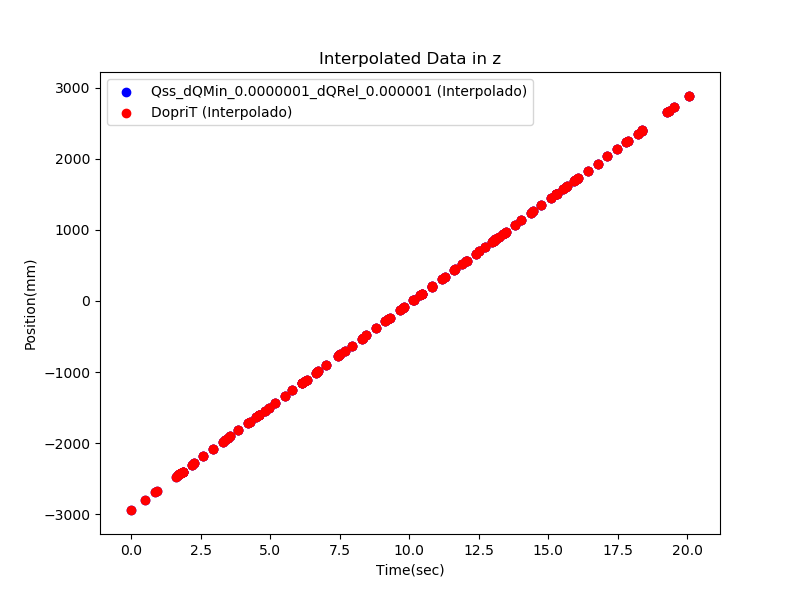 Interpolated Data in z
Qss_dQMin_0.0000001_dQRel_0.000001 (Interpolado)
DopriT (Interpolado)
3000
2000
1000
0
−1000
−2000
−3000
Position(mm)
0.0 2.5 5.0 7.5 10.0 12.5 15.0 17.5 20.0
Time(sec)